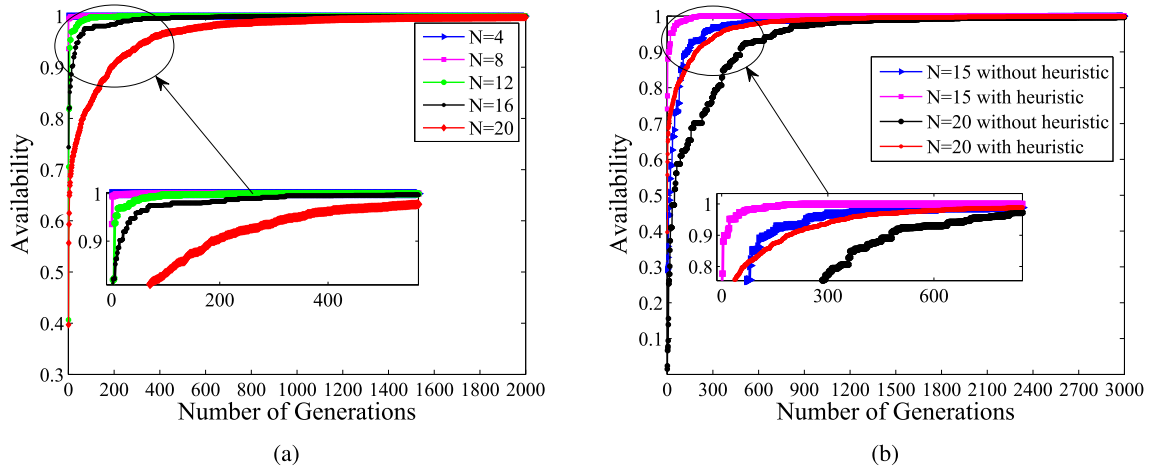 1
0.9
0.8
0.7
0.6
0.5
0.4
0.3
0 200 400 600 800 1000 1200 1400 1600 1800 2000
Availability
Number of Generations
N=4
N=8
N=12
N=16
N=20
1
0.9
0 200 400
(a)
1
0.9
0.8
0.7
0.6
0.5
0.4
0.3
0.2
0.1
0 300 600 900 1200 1500 1800 2100 2400 2700 3000
Availability
Number of Generations
N=15 without heuristic
N=15 with heuristic
N=20 without heuristic
N=20 with heuristic
1
0.9
0.8
0 300 600
(b)